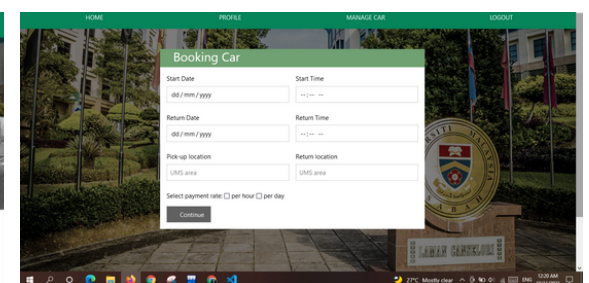 HOME PROFILE MANAGE CAR LOGOUT
Booking Car
Start Date Start Time
dd/mm/yyyy --:-- --
Return Date Return Time
dd/mm/yyyy --:-- --
Pick-up location Return location
UMS area UMS area
Select payment rate: per hour per day
Continue
MALAYSIA
SABAH
27°C Mostly clear ENG 12:20 AM